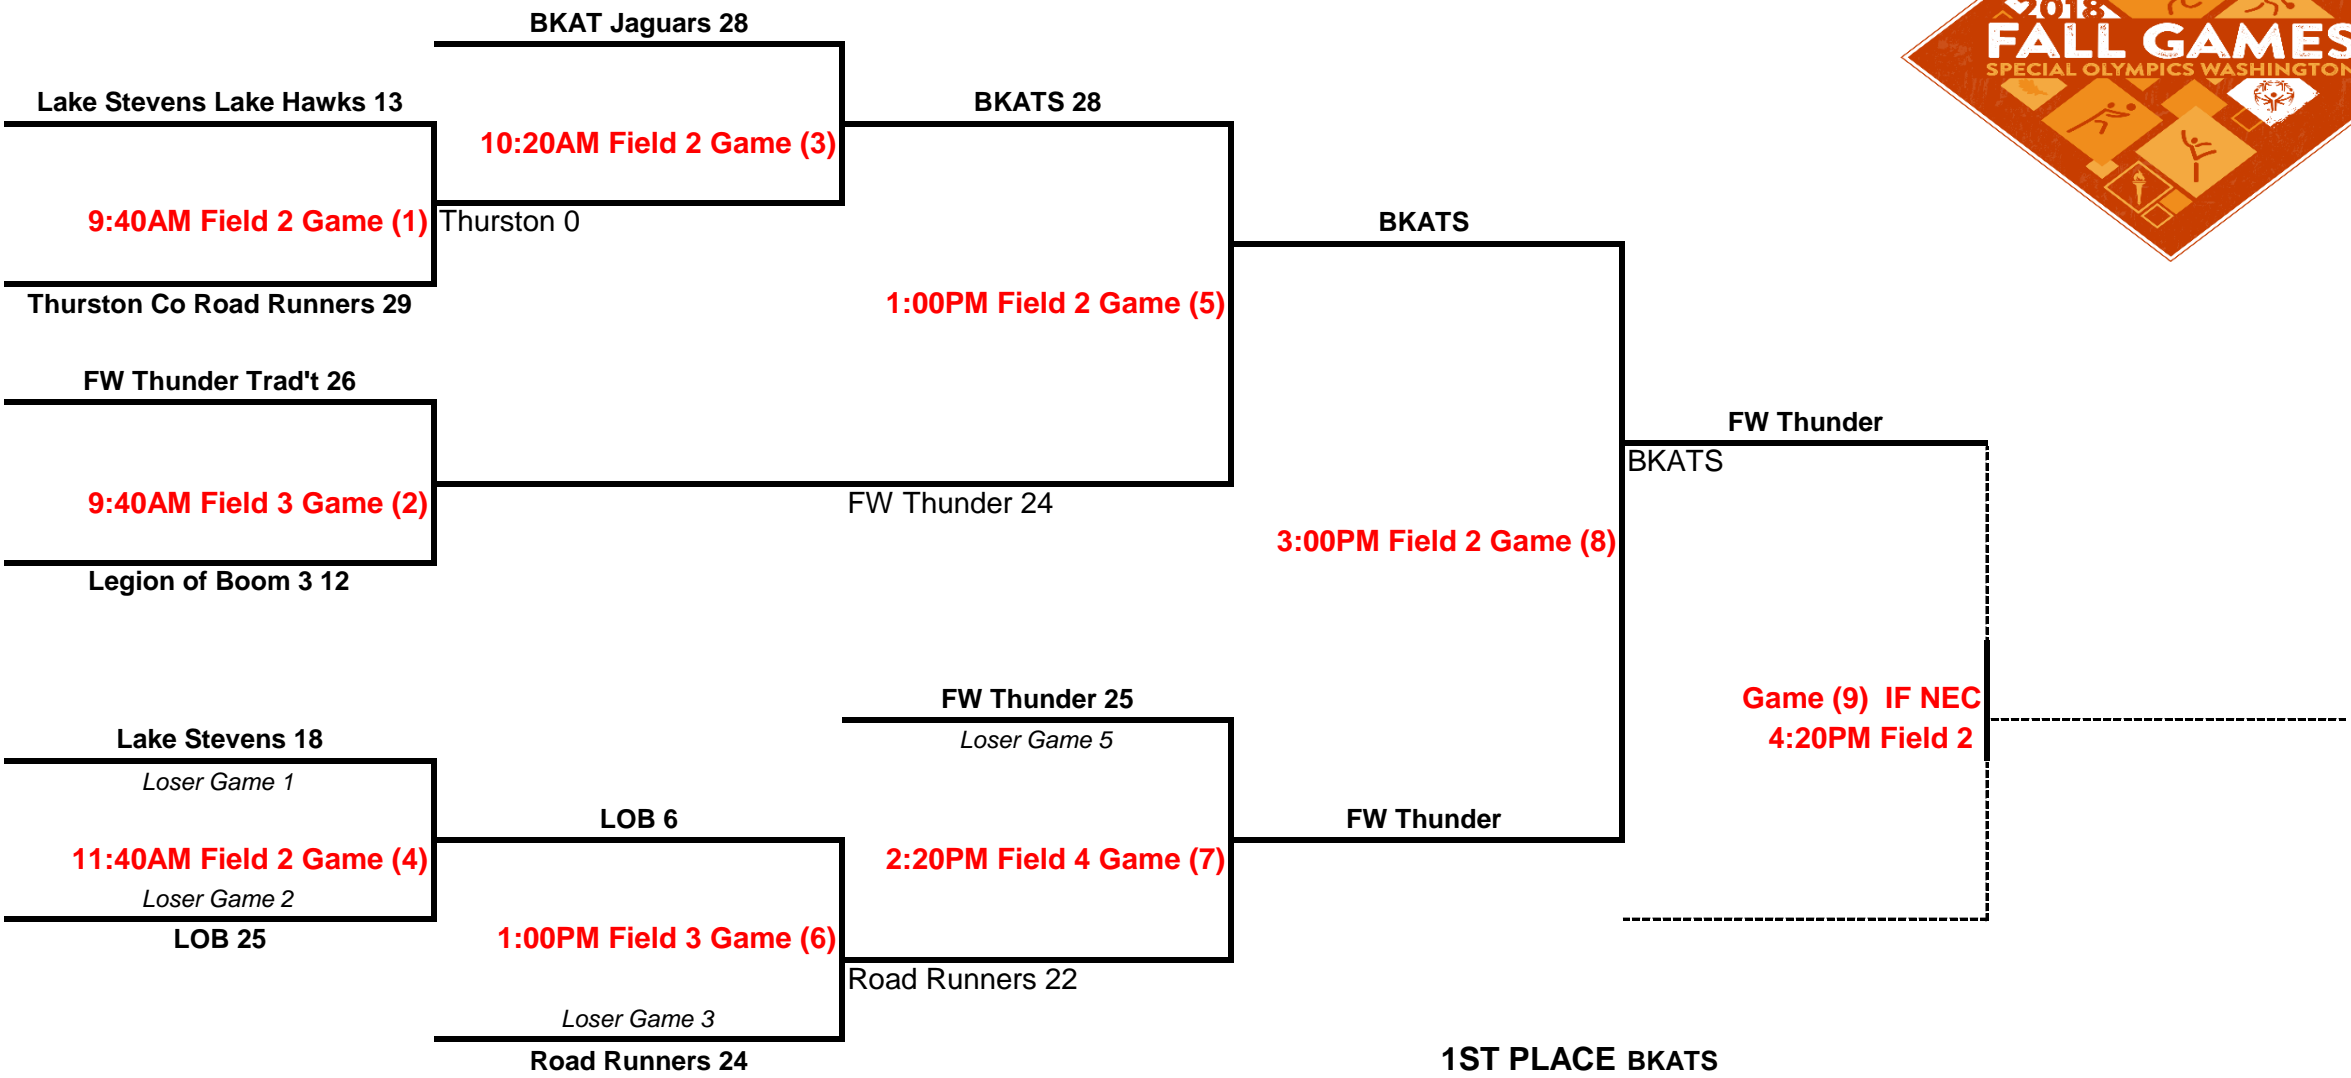 BKAT Jaguars 28
2018
FALL GAMES
SPECIAL OLYMPICS WASHINGTON
Lake Stevens Lake Hawks 13
BKATS 28
10:20AM Field 2 Game (3)
9:40AM Field 2 Game (1)
Thurston 0
BKATS
Thurston Co Road Runners 29
1:00PM Field 2 Game (5)
FW Thunder Trad't 26
FW Thunder
BKATS
9:40AM Field 3 Game (2)
FW Thunder 24
3:00PM Field 2 Game (8)
Legion of Boom 3 12
FW Thunder 25
Game (9) IF NEC
Lake Stevens 18
Loser Game 5
4:20PM Field 2
Loser Game 1
LOB 6
FW Thunder
11:40AM Field 2 Game (4)
2:20PM Field 4 Game (7)
Loser Game 2
LOB 25
1:00PM Field 3 Game (6)
Road Runners 22
Loser Game 3
Road Runners 24
1ST PLACE BKATS